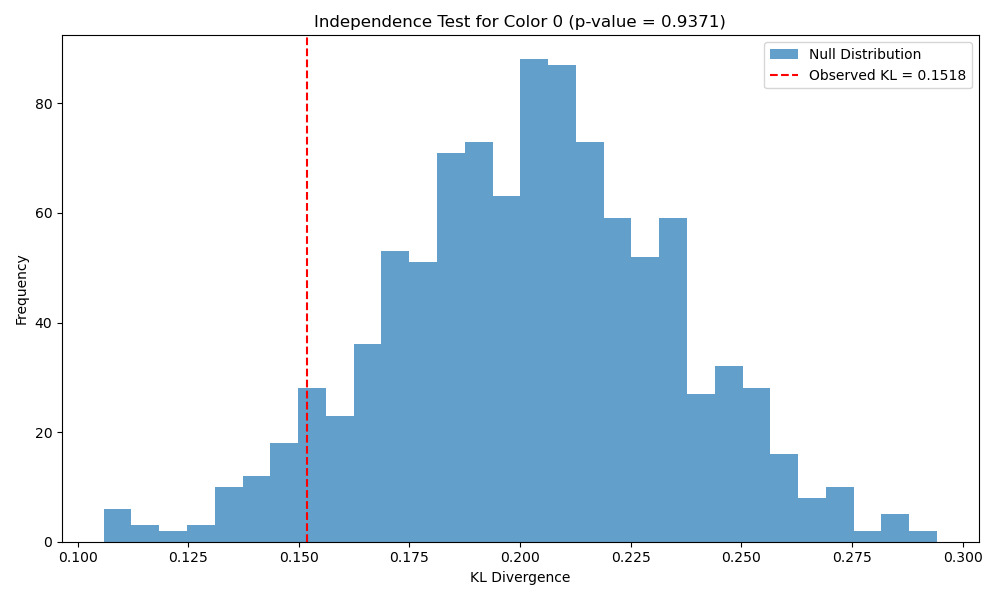 Independence Test for Color 0 (p-value = 0.9371)
Null Distribution
Observed KL = 0.1518
Frequency
80
60
40
20
0
0.100 0.125 0.150 0.175 0.200 0.225 0.250 0.275 0.300
KL Divergence